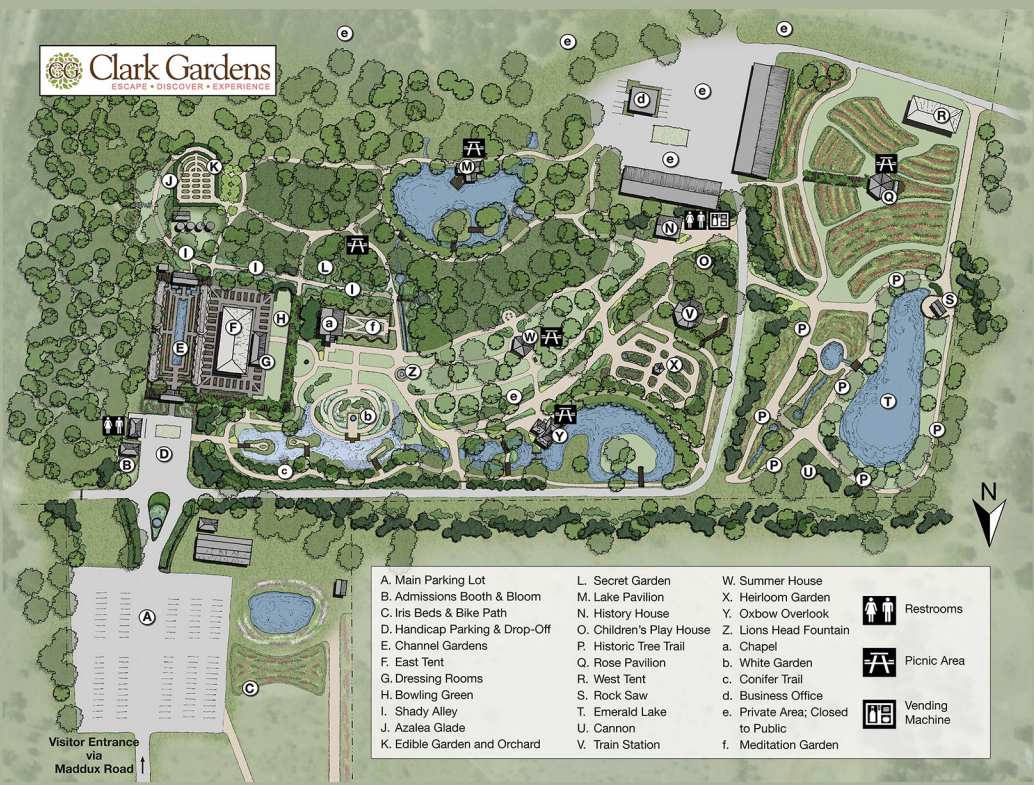 e
e
e
CG
Clark Gardens
ESCAPE • DISCOVER • EXPERIENCE
d
e
R
e
M
K
J
Q
N
I
I
L
O
I
P
S
H
a
f
V
P
F
E
W
G
Z
X
P
e
T
b
P
Y
P
D
B
c
P
U
P
N
A
C
Visitor Entrance
via
Maddux Road
A. Main Parking Lot
B. Admissions Booth & Bloom
C. Iris Beds & Bike Path
D. Handicap Parking & Drop-Off
E. Channel Gardens
F. East Tent
G. Dressing Rooms
H. Bowling Green
I. Shady Alley
J. Azalea Glade
K. Edible Garden and Orchard
L. Secret Garden
M. Lake Pavilion
N. History House
O. Children's Play House
P. Historic Tree Trail
Q. Rose Pavilion
R. West Tent
S. Rock Saw
T. Emerald Lake
U. Cannon
V. Train Station
W. Summer House
X. Heirloom Garden
Y. Oxbow Overlook
Z. Lions Head Fountain
a. Chapel
b. White Garden
c. Conifer Trail
d. Business Office
e. Private Area; Closed
to Public
f. Meditation Garden
Restrooms
Picnic Area
Vending
Machine